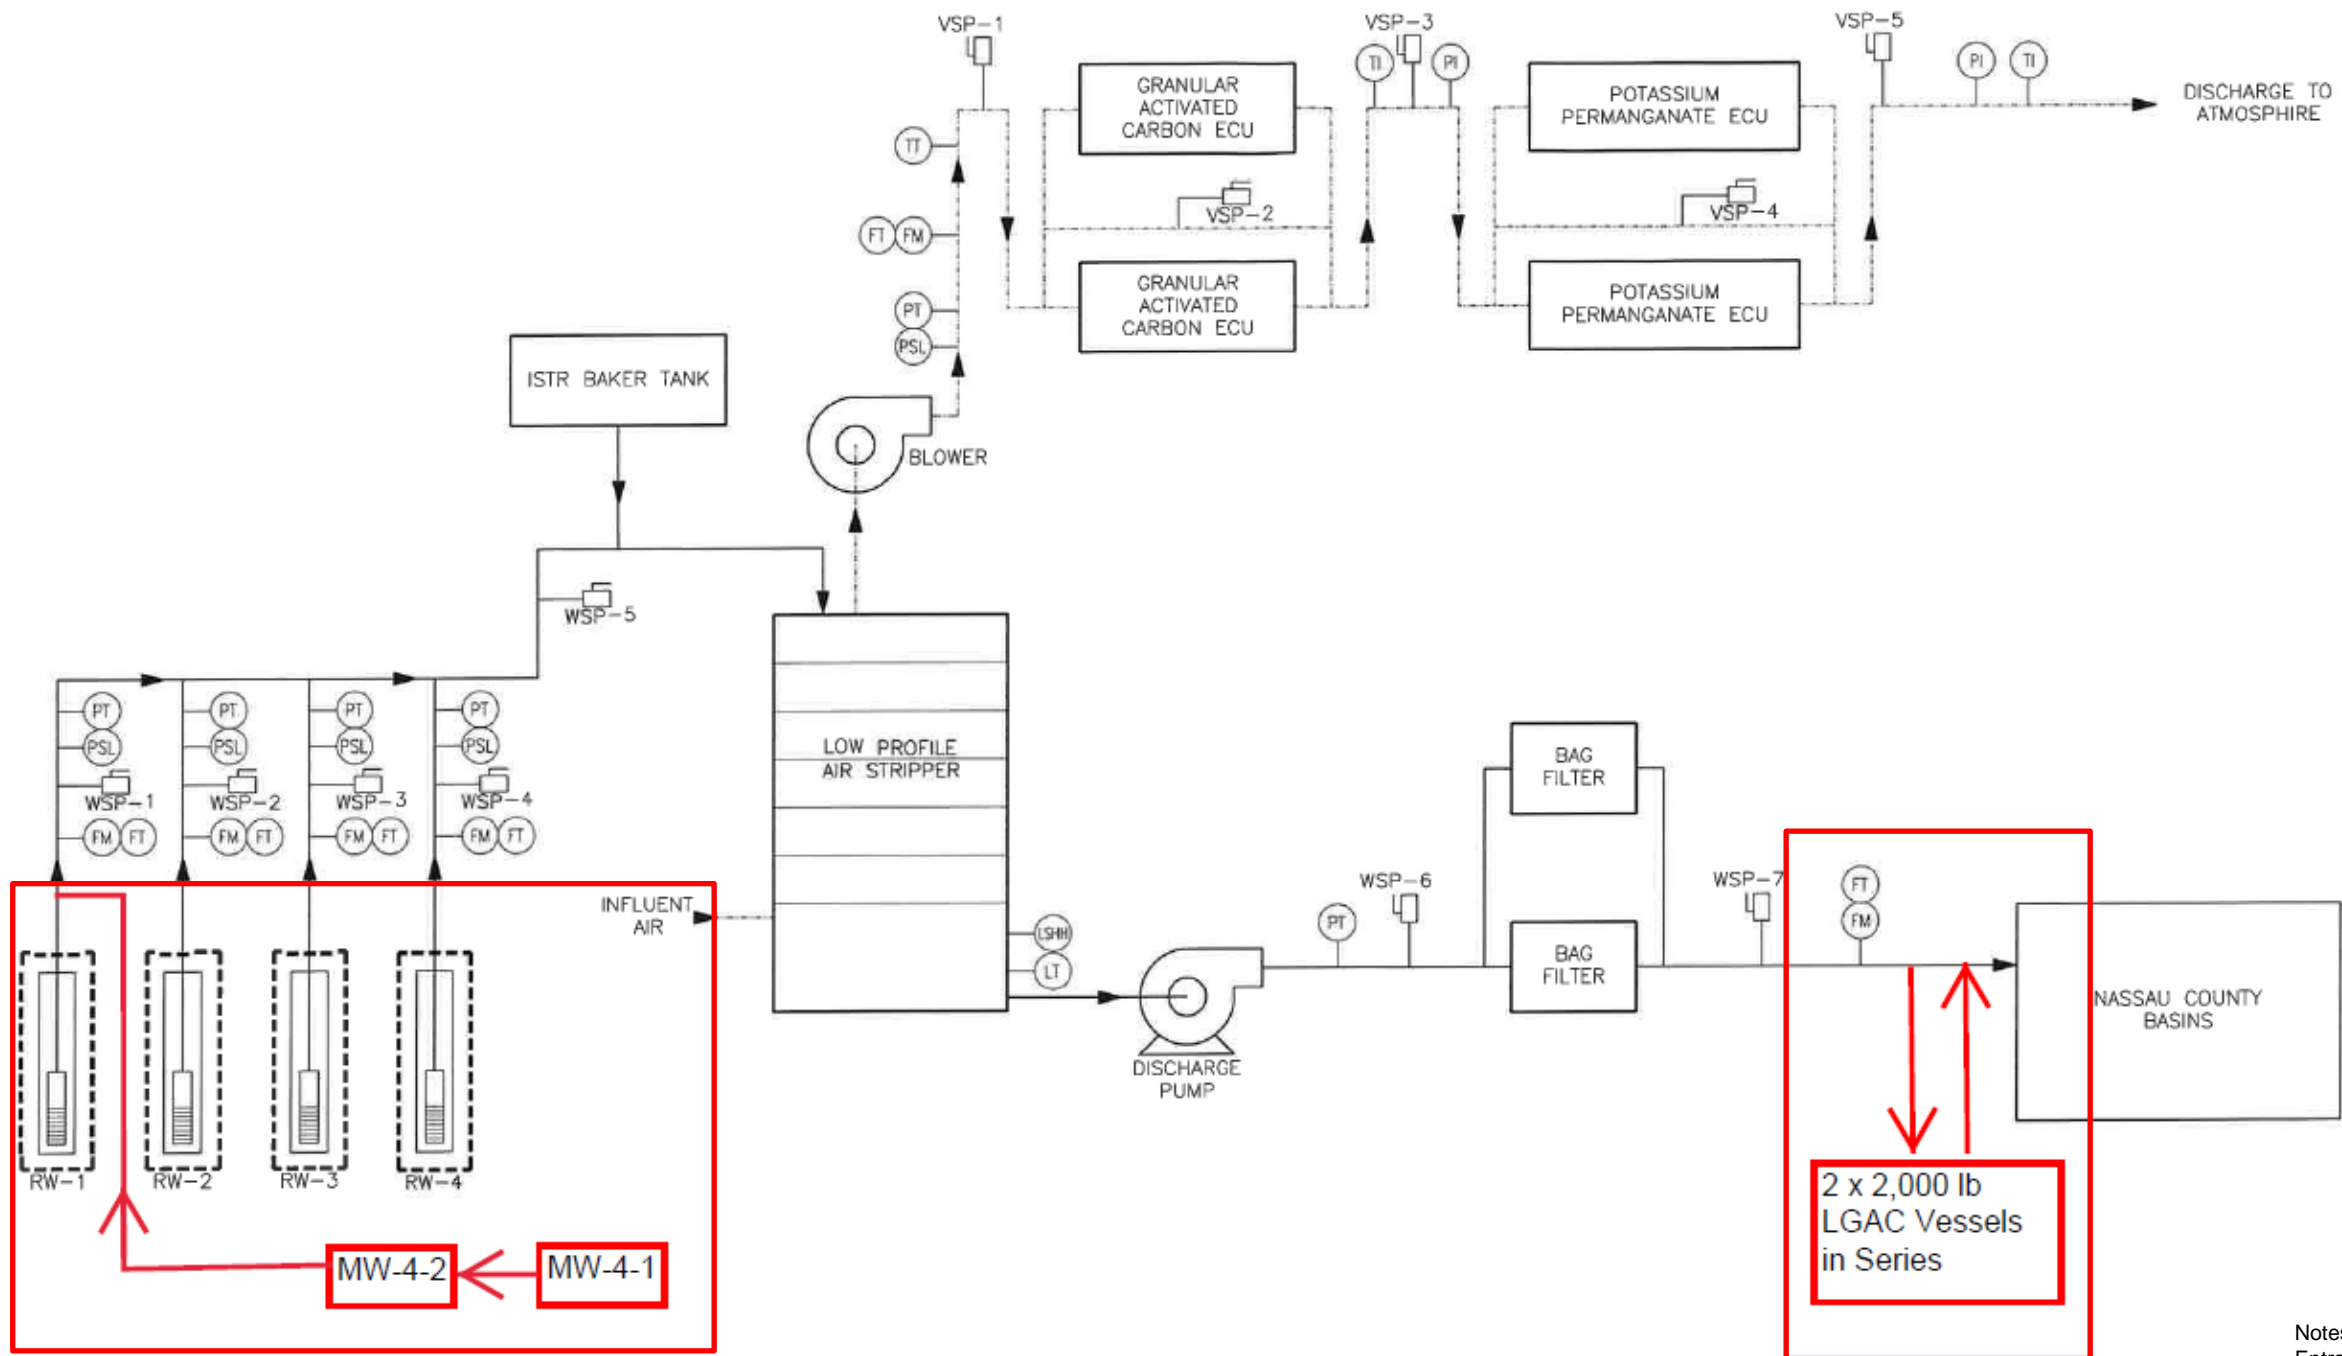 VSP-1
VSP-3
VSP-5
GRANULAR
ACTIVATED
CARBON ECU
TI
PI
POTASSIUM
PERMANGANATE ECU
PI
TI
DISCHARGE TO
ATMOSPHIRE
TT
VSP-2
VSP-4
FT
FM
GRANULAR
ACTIVATED
CARBON ECU
POTASSIUM
PERMANGANATE ECU
PT
PSL
ISTR BAKER TANK
BLOWER
WSP-5
PT
PT
PT
PT
PSL
PSL
PSL
PSL
WSP-1
WSP-2
WSP-3
WSP-4
FM FT
FM FT
FM FT
FM FT
LOW PROFILE
AIR STRIPPER
BAG
FILTER
INFLUENT
AIR
LSHH
LT
PT
WSP-6
BAG
FILTER
WSP-7
FT
FM
NASSAU COUNTY
BASINS
DISCHARGE
PUMP
RW-1
RW-2
RW-3
RW-4
MW-4-2
MW-4-1
2 x 2,000 lb
LGAC Vessels
in Series
Notes